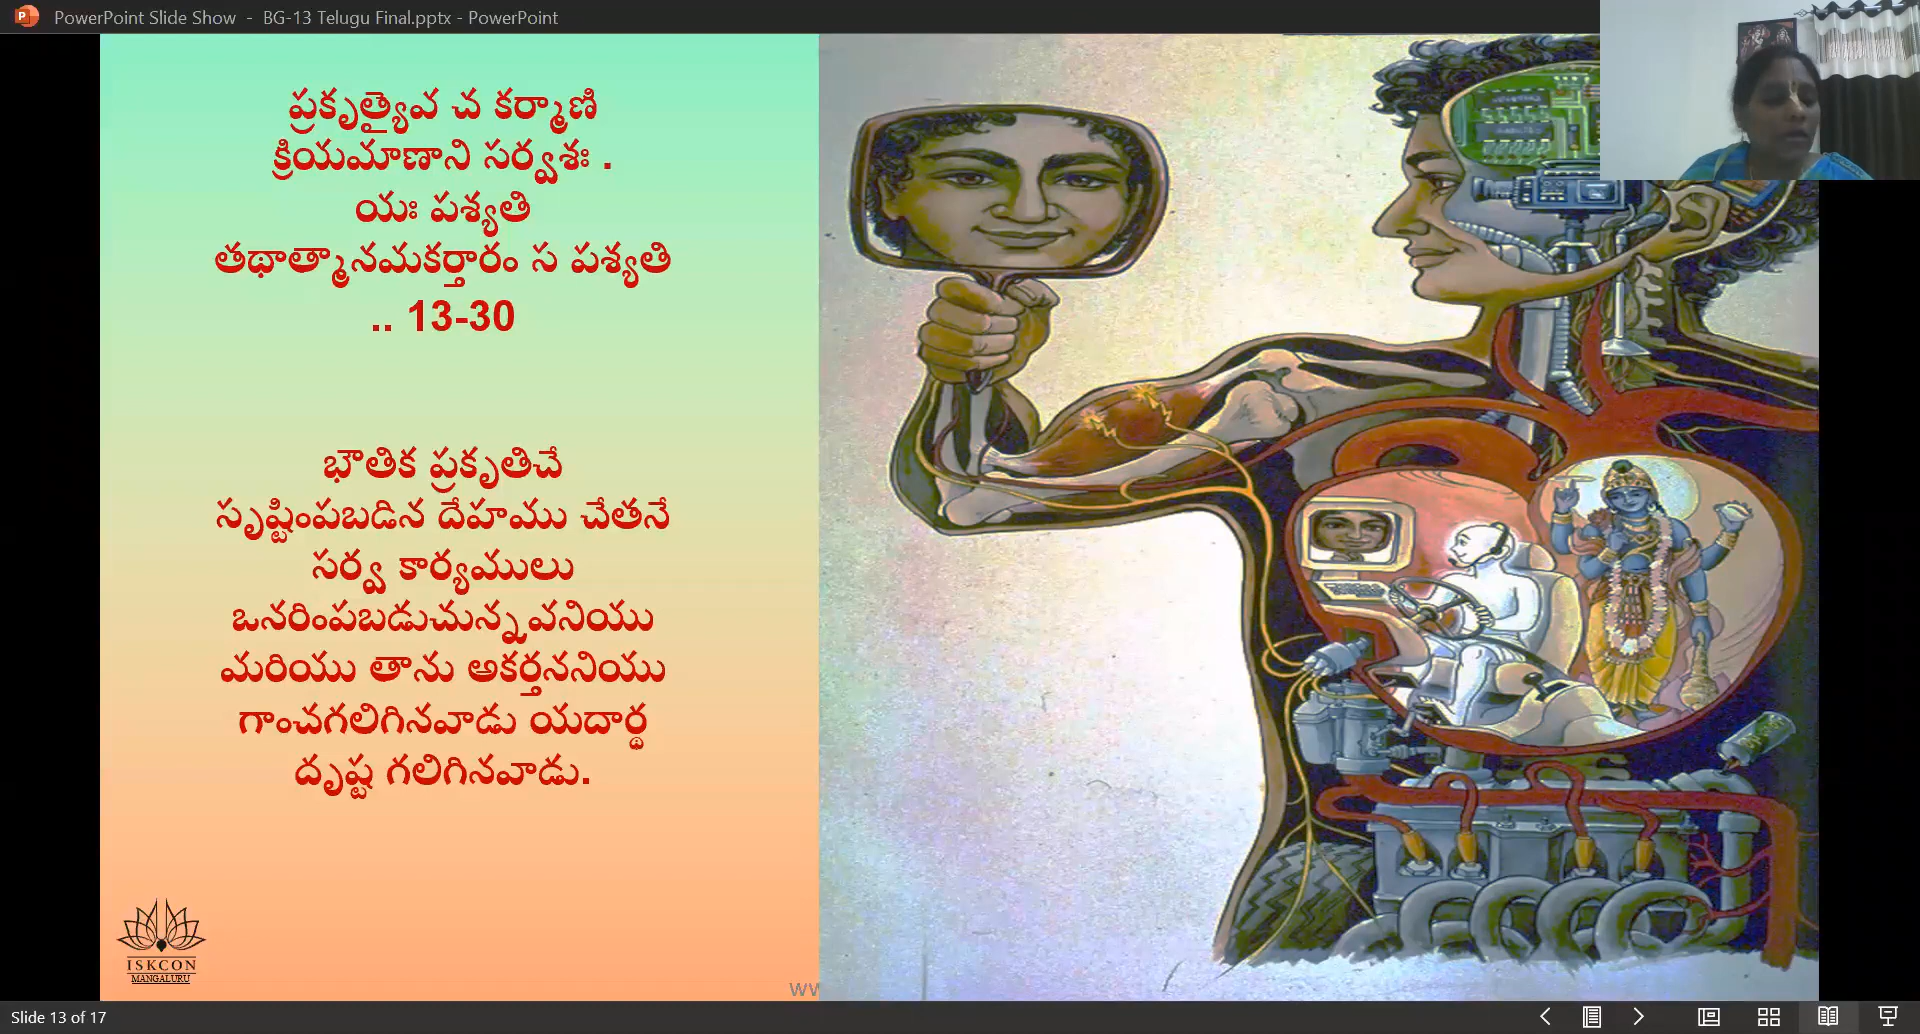 PowerPoint Slide Show - BG-13 Telugu Final.pptx - PowerPoint
ప్రకృత్యైవ చ కర్మాణి
క్రియమాణాని సర్వశః .
యః పశ్యతి
తథాత్మానమకర్తారం స పశ్యతి
.. 13-30
భౌతిక ప్రకృతిచే
సృష్టింపబడిన దేహము చేతనే
సర్వ కార్యములు
ఒనరింపబడుచున్నవనియు
మరియు తాను అకర్తననియు
గాంచగలిగినవాడు యదార్థ
దృష్ట గలిగినవాడు.
ISKCON
MANGALURU
Slide 13 of 17